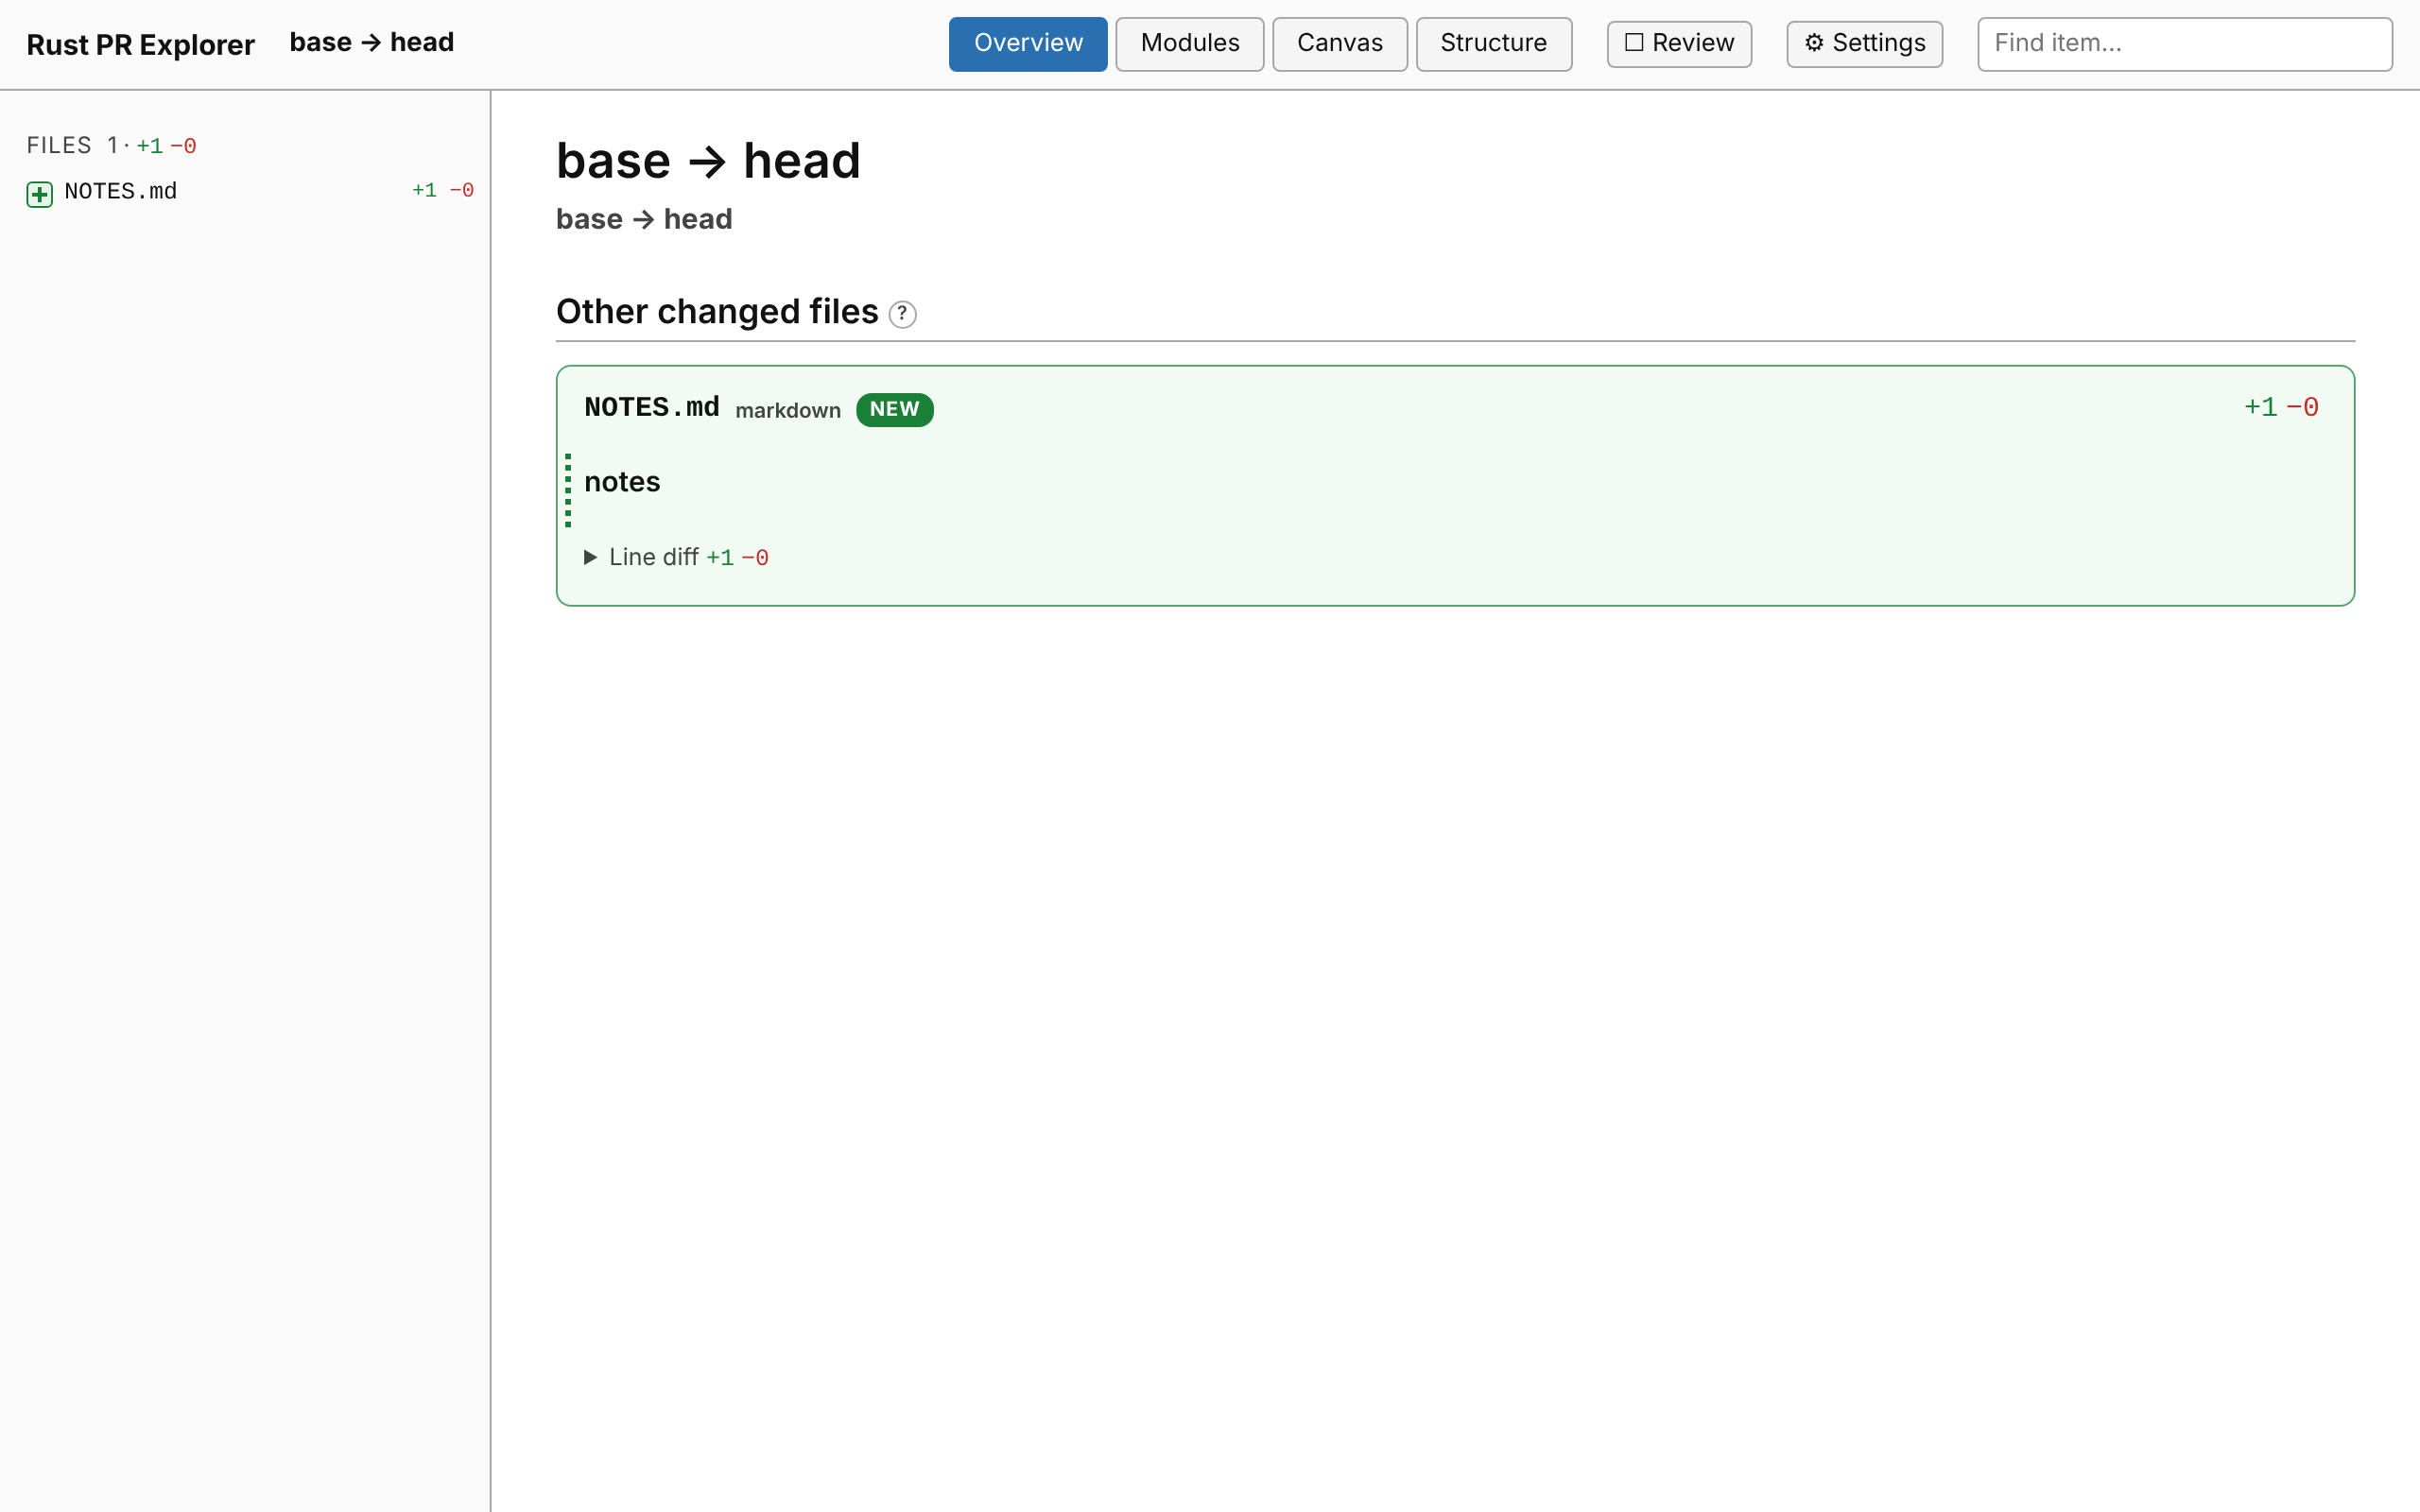 Rust PR Explorer base → head Overview Modules Canvas Structure ☐ Review ⚙ Settings Find item...
FILES 1 · +1 −0
NOTES.md +1 −0
base → head
base → head
Other changed files ?
NOTES.md markdown NEW +1 −0
notes
▶ Line diff +1 −0